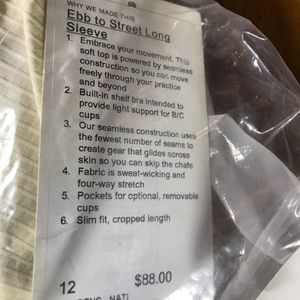 WHY WE MADE THIS
Ebb to Street Long
Sleeve
1. Embrace your movement. This
soft top is powered by seamless
construction so you can move
freely through your practice
and beyond
2. Built-in shelf bra intended to
provide light support for B/C
cups
3. Our seamless construction uses
the fewest number of seams to
create gear that glides across
skin so you can skip the chafe
4. Fabric is sweat-wicking and
four-way stretch
5. Pockets for optional, removable
cups
6. Slim fit, cropped length
12 $88.00
NATI